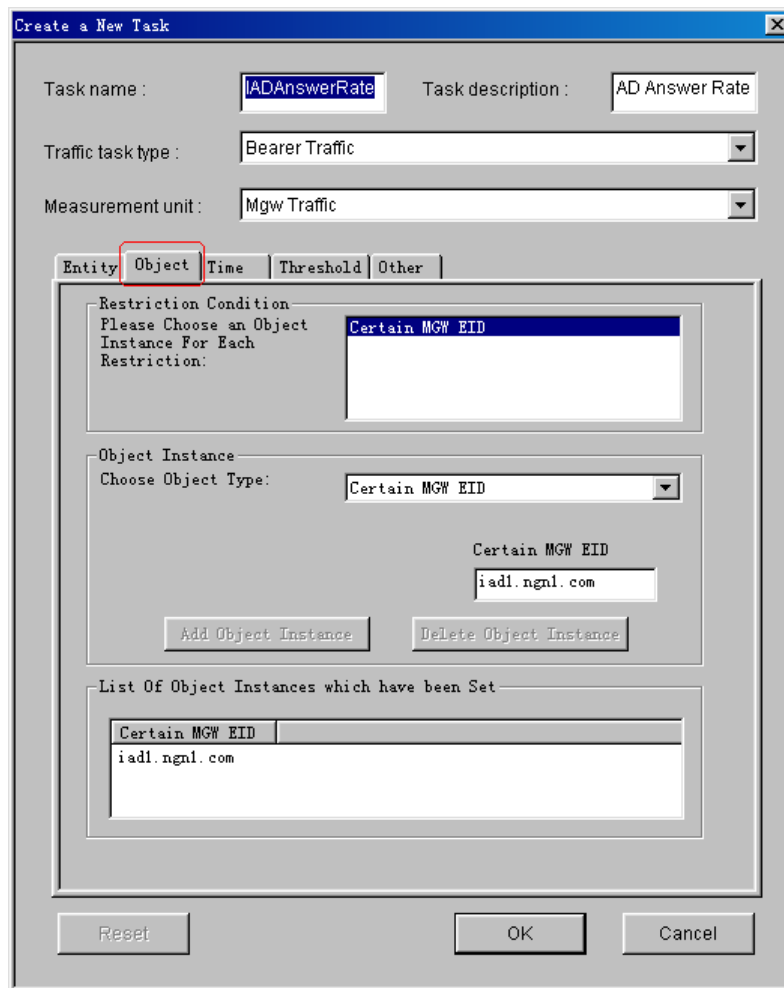 Create a New Task
Task name : IADAnswerRate Task description : AD Answer Rate
Traffic task type : Bearer Traffic
Measurement unit : Mgw Traffic
Entity Object Time Threshold Other
Restriction Condition
Please Choose an Object Certain MGW EID
Instance For Each
Restriction:
Object Instance
Choose Object Type: Certain MGW EID
Certain MGW EID
iad1.ngn1.com
Add Object Instance Delete Object Instance
List Of Object Instances which have been Set
Certain MGW EID
iad1.ngn1.com
Reset OK Cancel